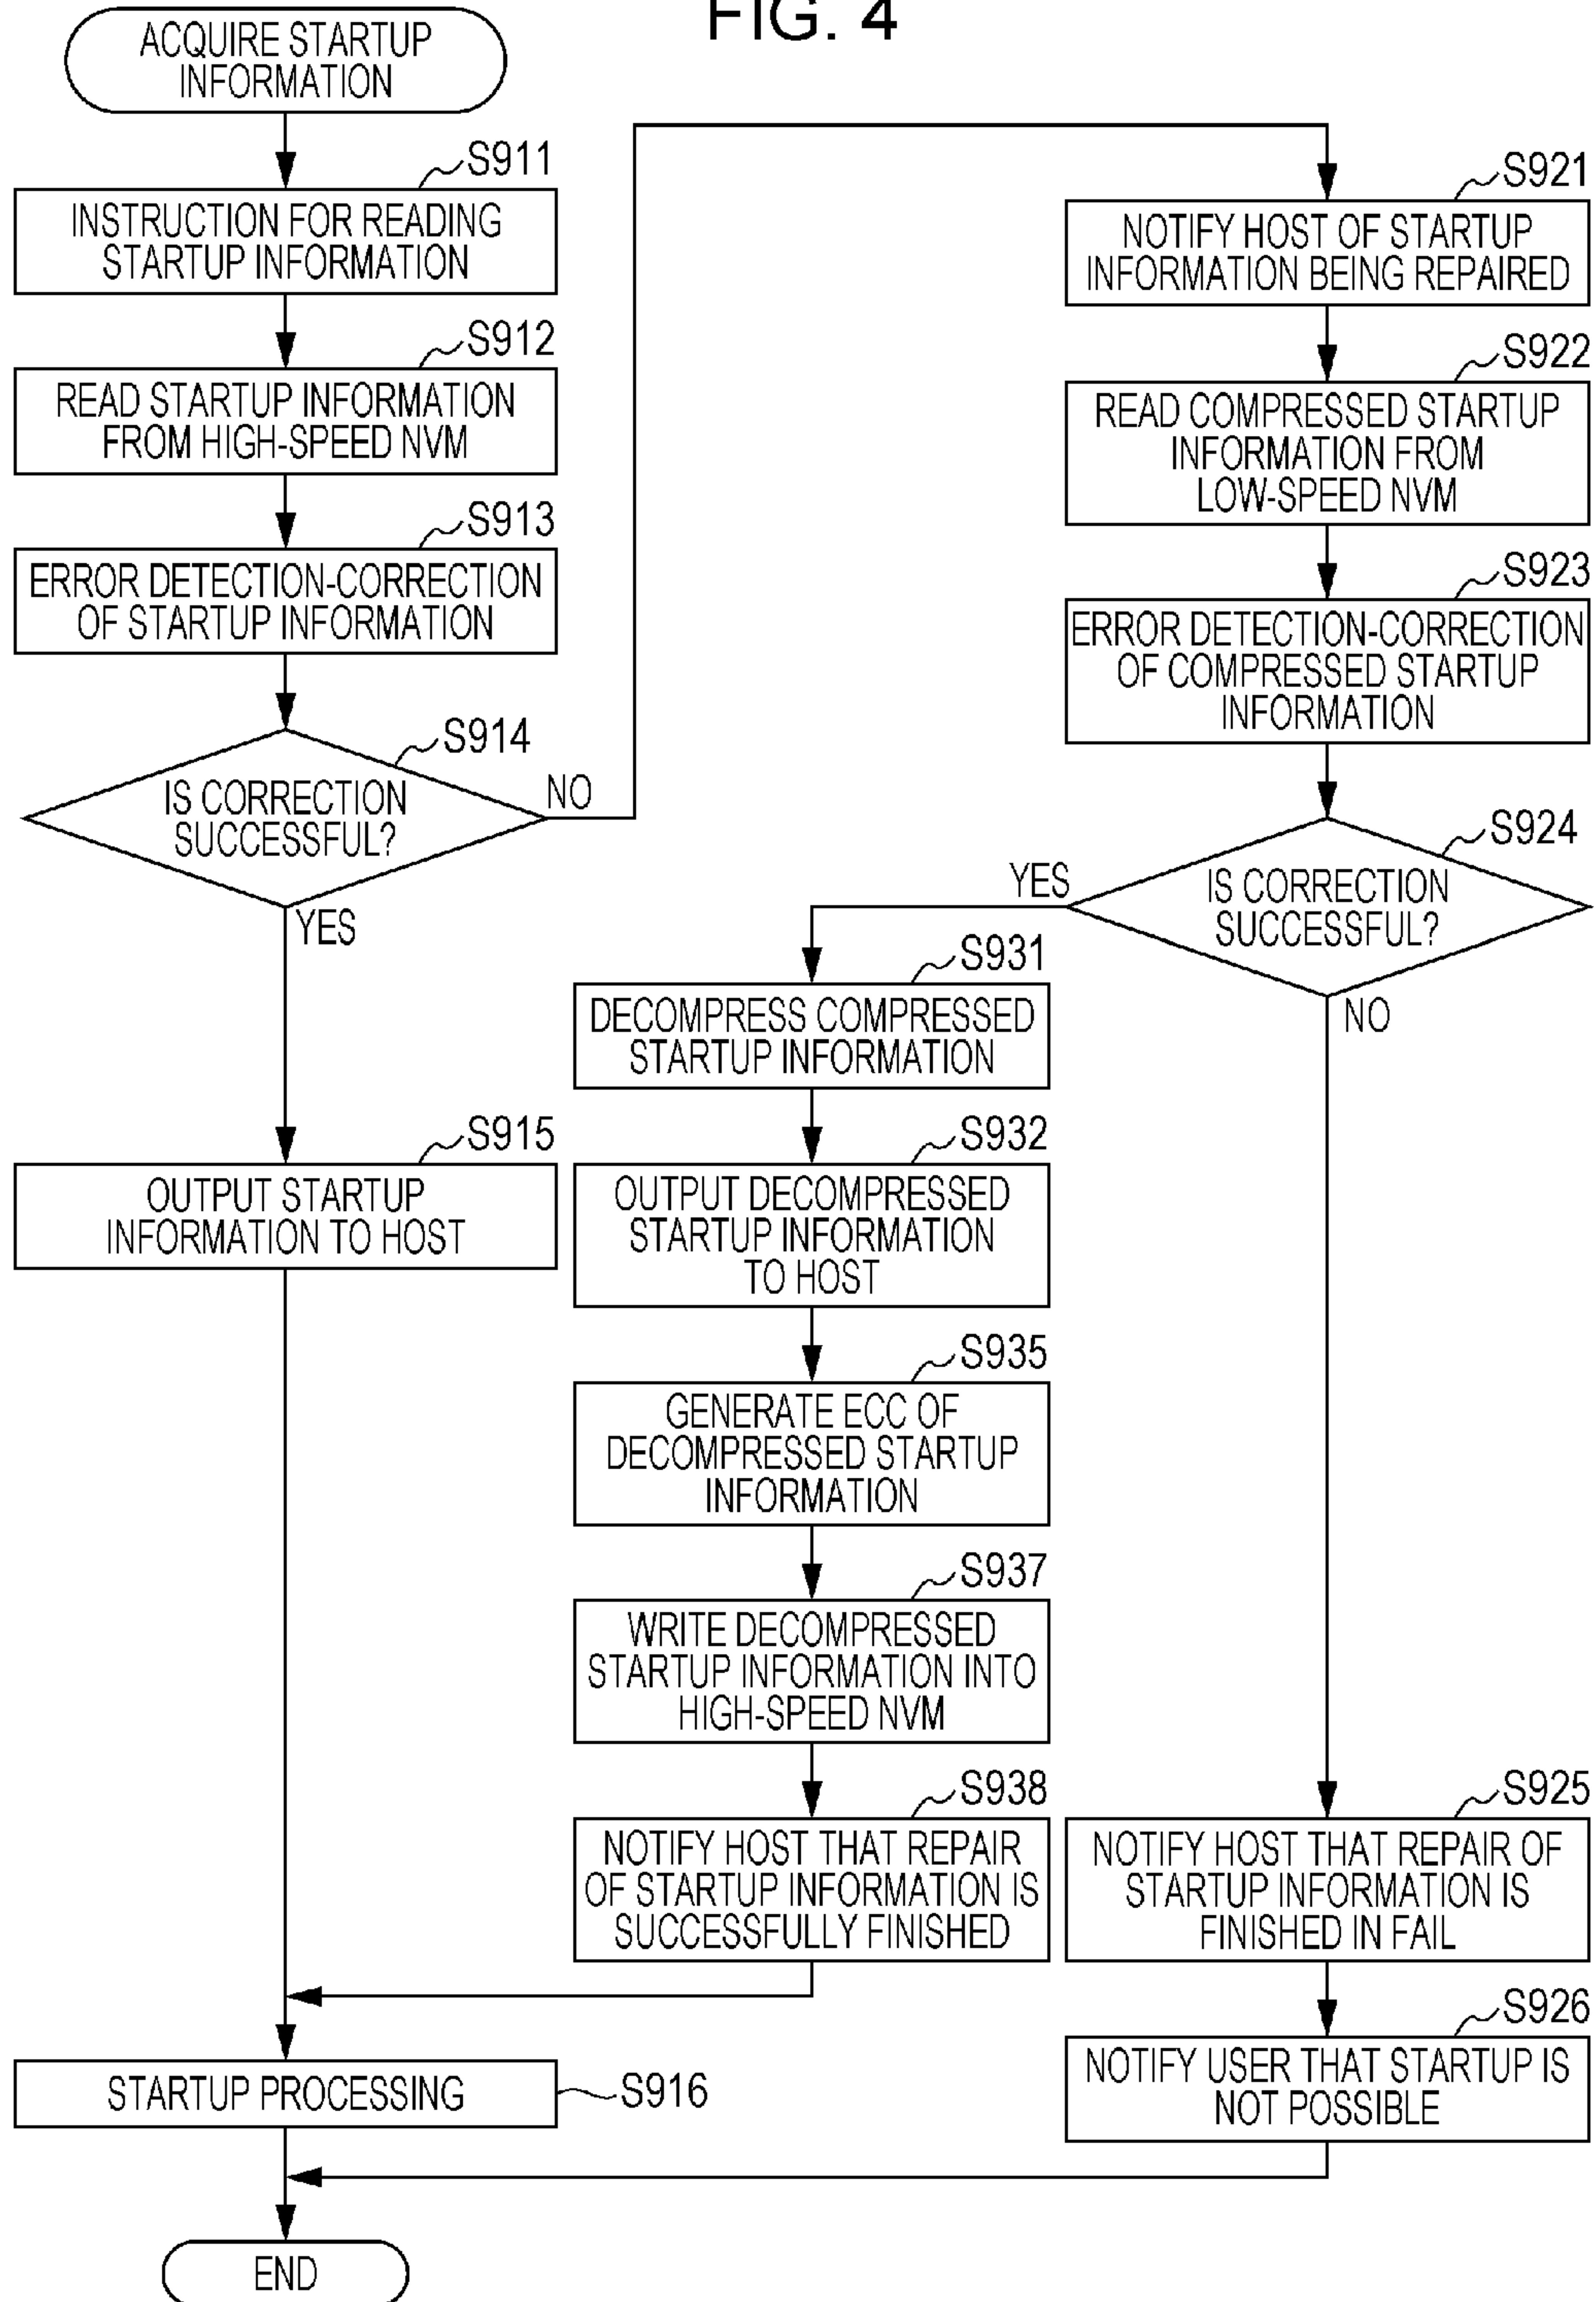 FIG. 4
ACQUIRE STARTUP
INFORMATION
S911
INSTRUCTION FOR READING
STARTUP INFORMATION
S912
READ STARTUP INFORMATION
FROM HIGH-SPEED NVM
S913
ERROR DETECTION-CORRECTION
OF STARTUP INFORMATION
S914
IS CORRECTION
SUCCESSFUL?
NO
YES
S915
OUTPUT STARTUP
INFORMATION TO HOST
S921
NOTIFY HOST OF STARTUP
INFORMATION BEING REPAIRED
S922
READ COMPRESSED STARTUP
INFORMATION FROM
LOW-SPEED NVM
S923
ERROR DETECTION-CORRECTION
OF COMPRESSED STARTUP
INFORMATION
S924
IS CORRECTION
SUCCESSFUL?
YES
NO
S931
DECOMPRESS COMPRESSED
STARTUP INFORMATION
S932
OUTPUT DECOMPRESSED
STARTUP INFORMATION
TO HOST
S935
GENERATE ECC OF
DECOMPRESSED STARTUP
INFORMATION
S937
WRITE DECOMPRESSED
STARTUP INFORMATION INTO
HIGH-SPEED NVM
S938
NOTIFY HOST THAT REPAIR
OF STARTUP INFORMATION IS
SUCCESSFULLY FINISHED
S925
NOTIFY HOST THAT REPAIR OF
STARTUP INFORMATION IS
FINISHED IN FAIL
S926
NOTIFY USER THAT STARTUP IS
NOT POSSIBLE
STARTUP PROCESSING
S916
END